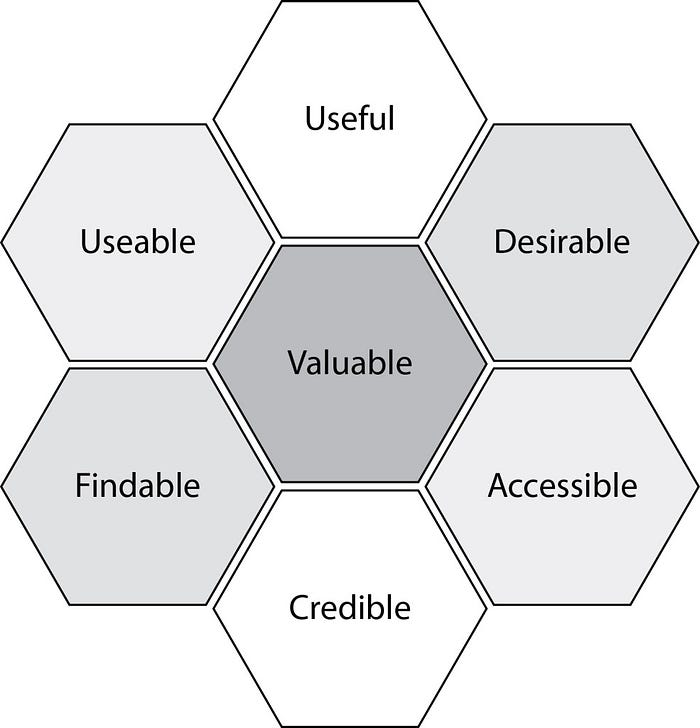 Useful
Useable
Desirable
Valuable
Findable
Accessible
Credible